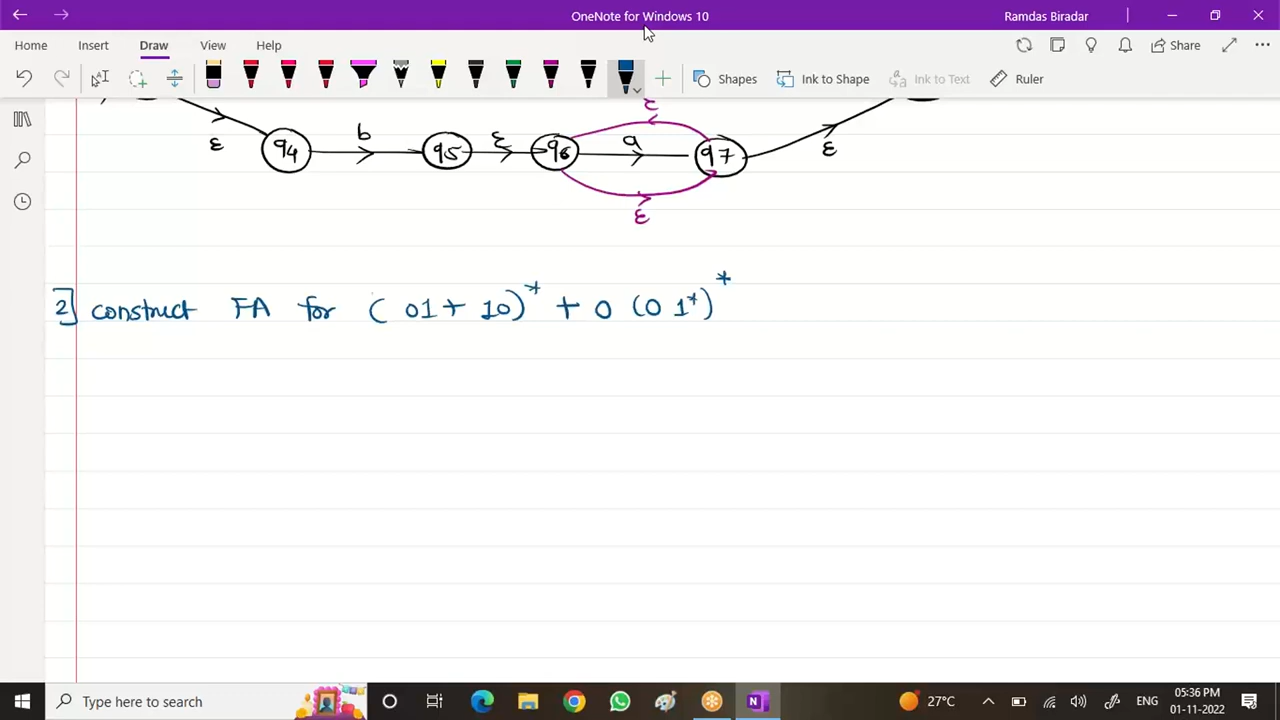 OneNote for Windows 10
Ramdas Biradar
Home Insert Draw View Help
Share
Shapes Ink to Shape Ink to Text Ruler
ε
ε q4 b q5 ε q6 a q7 ε
ε
2] construct FA for ( 01 + 10 )* + 0 (0 1*)*
Type here to search
27°C ENG 05:36 PM
01-11-2022